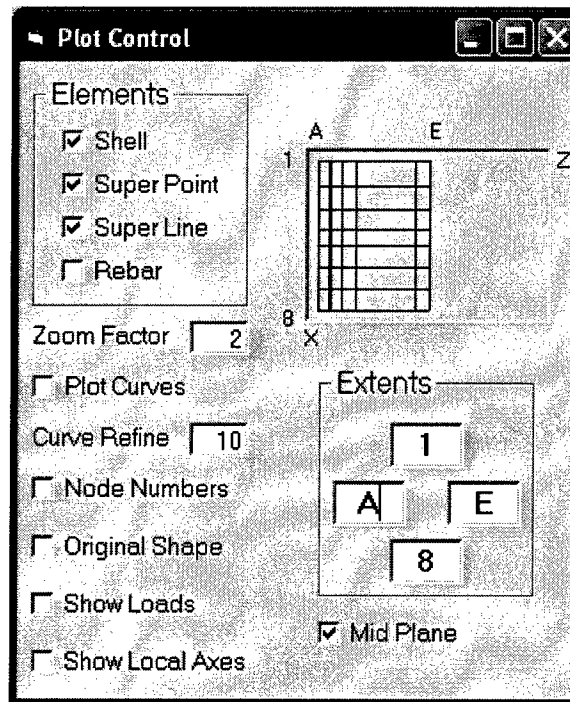 Plot Control
Elements
Shell
Super Point
Super Line
Rebar
Zoom Factor 2
Plot Curves
Curve Refine 10
Node Numbers
Original Shape
Show Loads
Show Local Axes
A E
1 Z
8
X
Extents
1
A E
8
Mid Plane